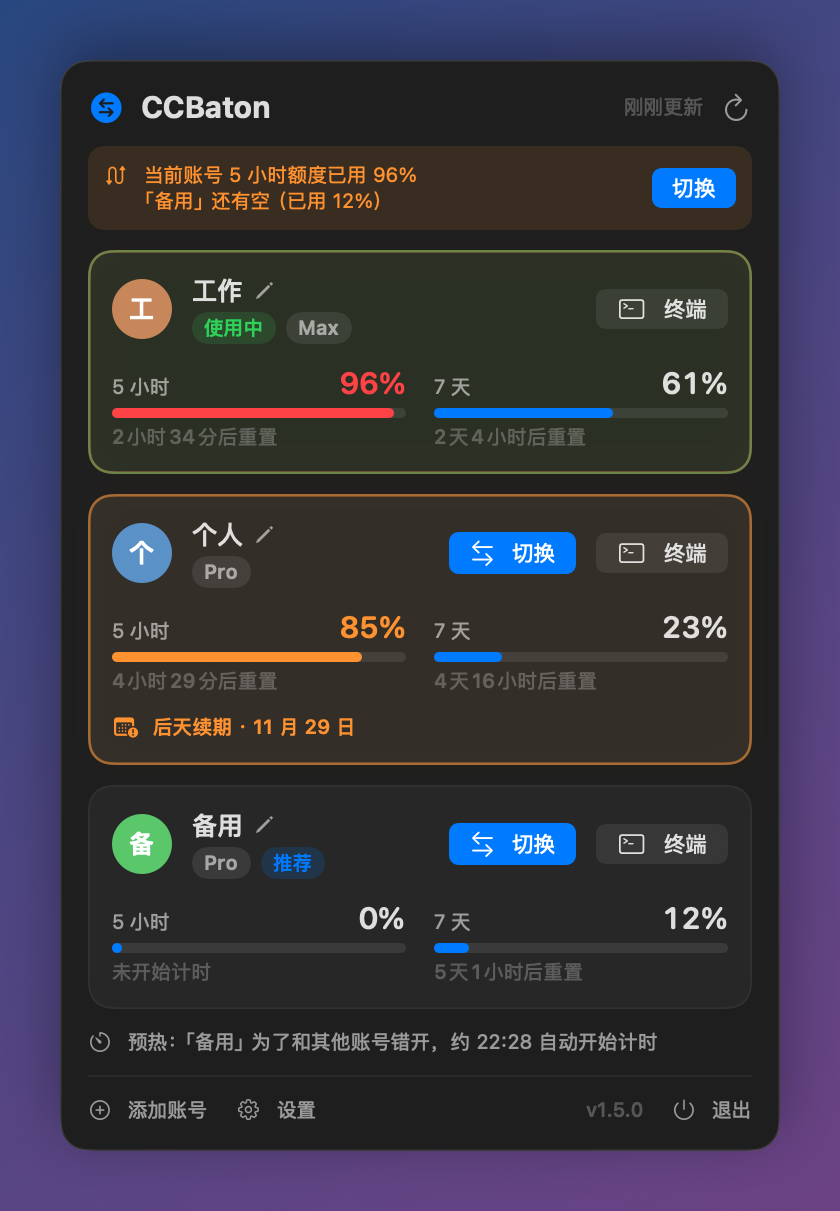 CCBaton
刚刚更新
当前账号 5 小时额度已用 96%
「备用」还有空（已用 12%）
切换
工
工作
使用中
Max
终端
5 小时
96%
7 天
61%
2小时34分后重置
2天4小时后重置
个
个人
Pro
切换
终端
5 小时
85%
7 天
23%
4小时29分后重置
4天16小时后重置
后天续期 · 11 月 29 日
备
备用
Pro
推荐
切换
终端
5 小时
0%
7 天
12%
未开始计时
5天1小时后重置
预热：「备用」为了和其他账号错开，约 22:28 自动开始计时
添加账号
设置
v1.5.0
退出